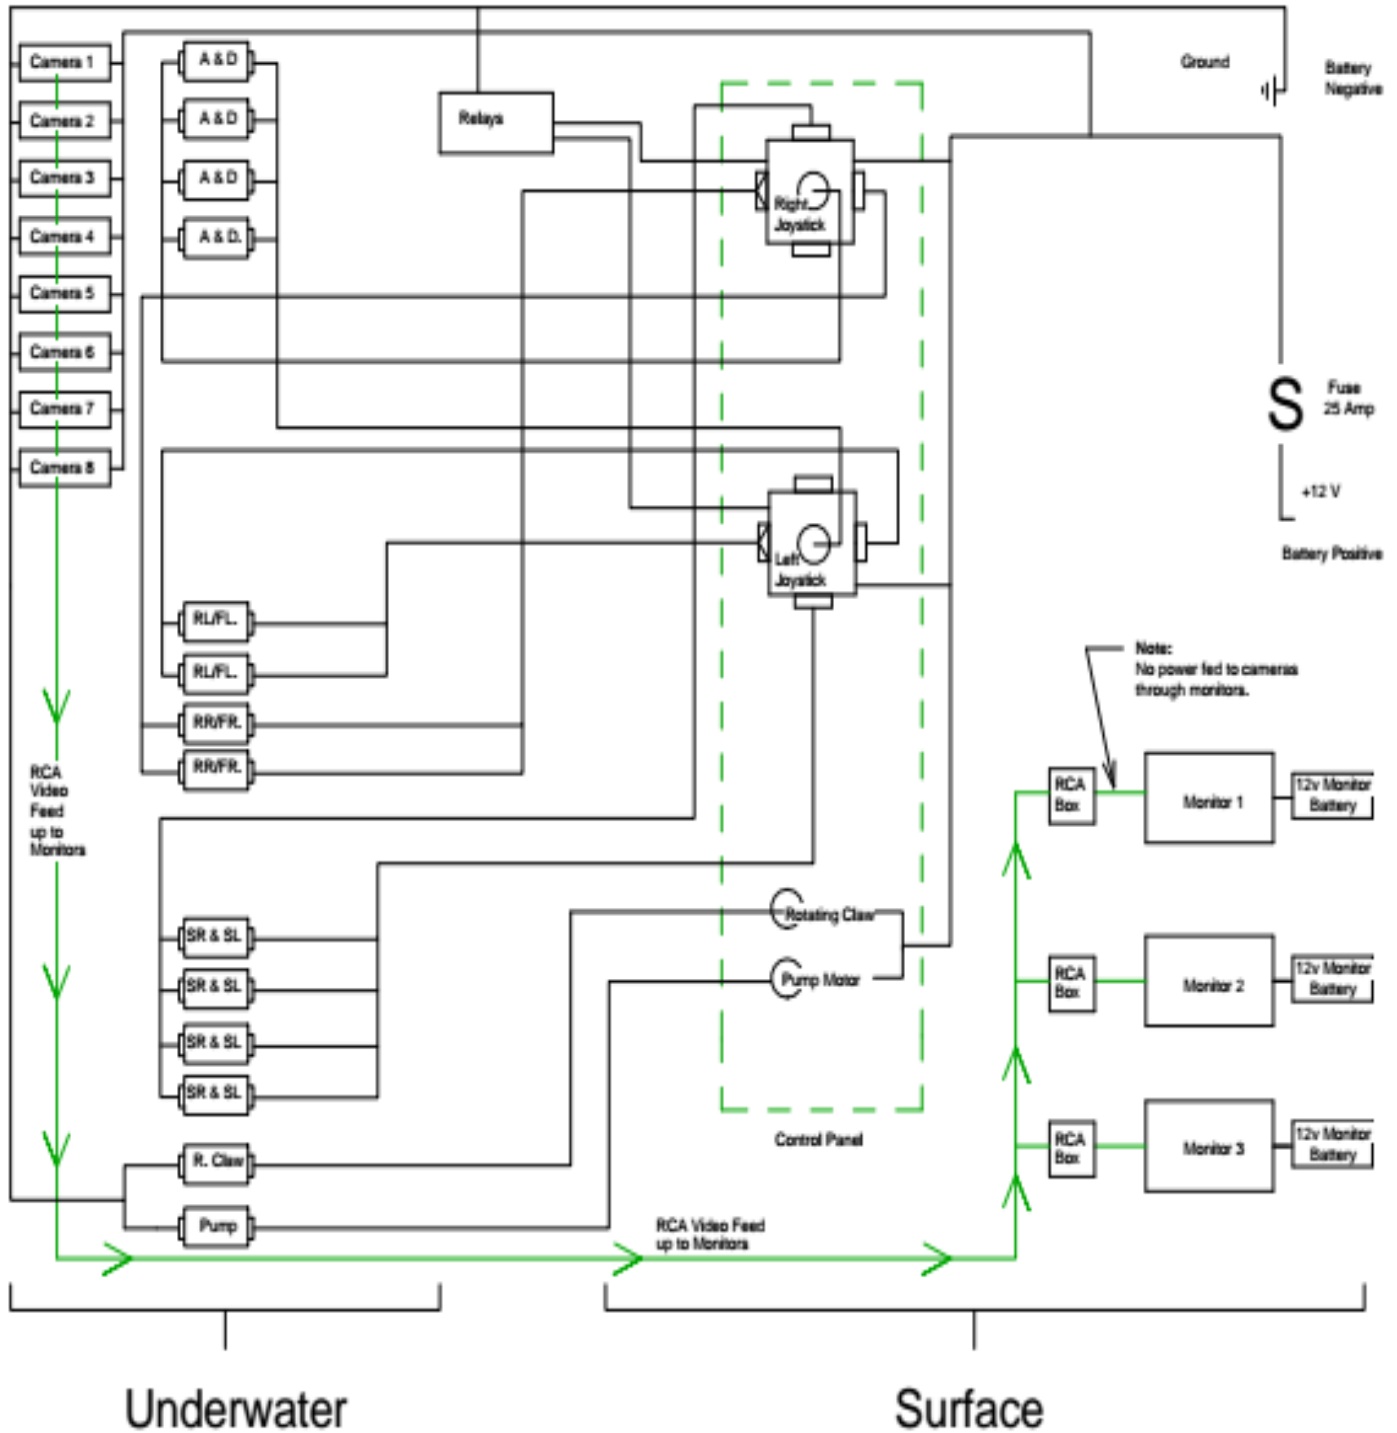 Camera 1
Camera 2
Camera 3
Camera 4
Camera 5
Camera 6
Camera 7
Camera 8
A & D
A & D
A & D
A & D.
Relays
Right
Joystick
Ground
Battery
Negative
S
Fuse
25 Amp
+12 V
Battery Positive
Left
Joystick
RL/FL.
RL/FL.
RR/FR.
RR/FR.
RCA
Video
Feed
up to
Monitors
Note:
No power fed to cameras
through monitors.
RCA
Box
Monitor 1
12v Monitor
Battery
SR & SL
SR & SL
SR & SL
SR & SL
Rotating Claw
Pump Motor
RCA
Box
Monitor 2
12v Monitor
Battery
Control Panel
RCA
Box
Monitor 3
12v Monitor
Battery
R. Claw
Pump
RCA Video Feed
up to Monitors
Underwater
Surface